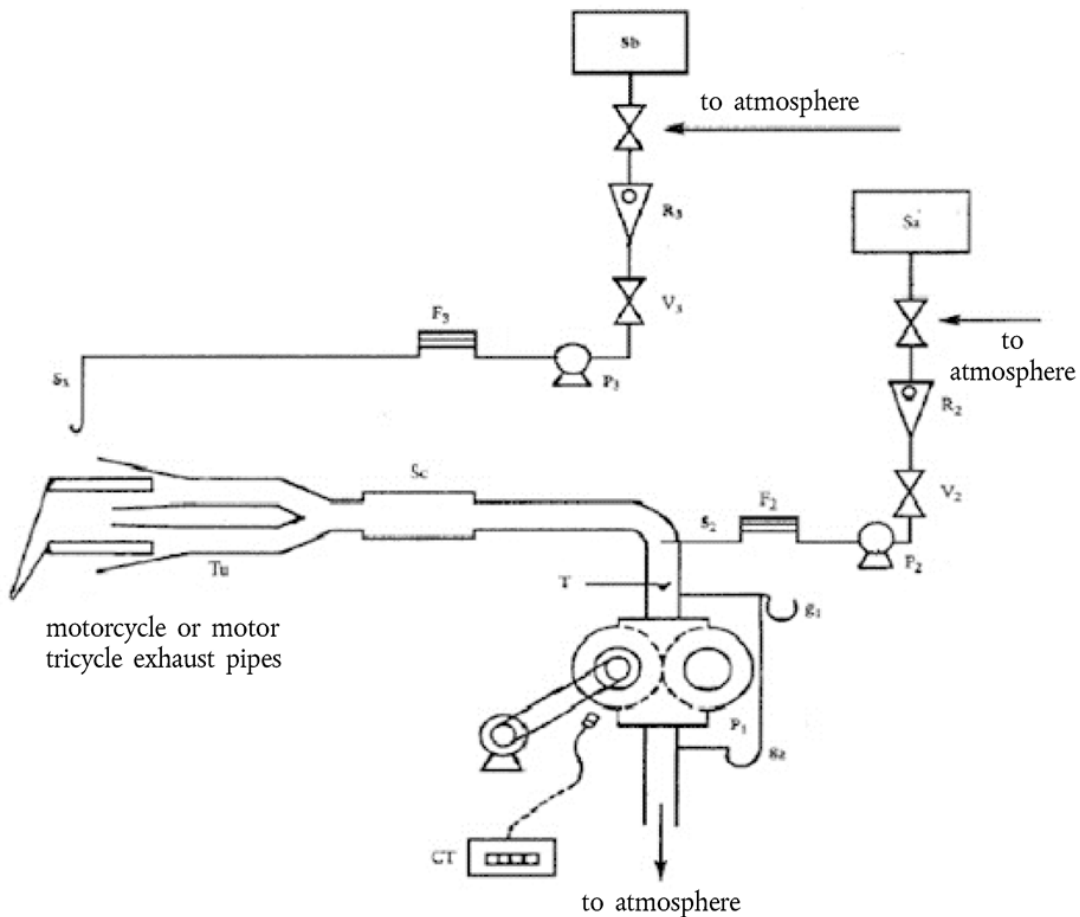 Sb
to atmosphere
R3
Sa
V3
F3
to
atmosphere
P3
R2
Sc
V2
F2
S2
P2
Tu
T
g1
motorcycle or motor
tricycle exhaust pipes
P1
g2
CT
to atmosphere